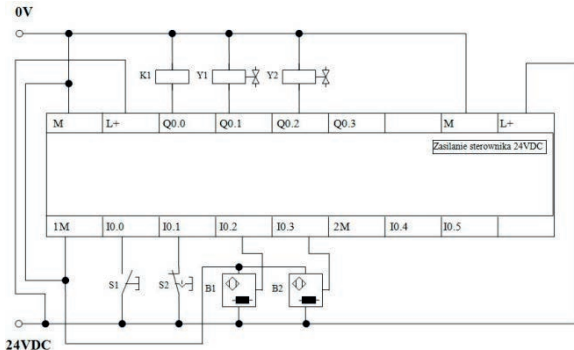 0V
K1 Y1 Y2
M L+ Q0.0 Q0.1 Q0.2 Q0.3 M L+
Zasilanie sterownika 24VDC
1M I0.0 I0.1 I0.2 I0.3 2M I0.4 I0.5
S1 S2 B1 B2
24VDC